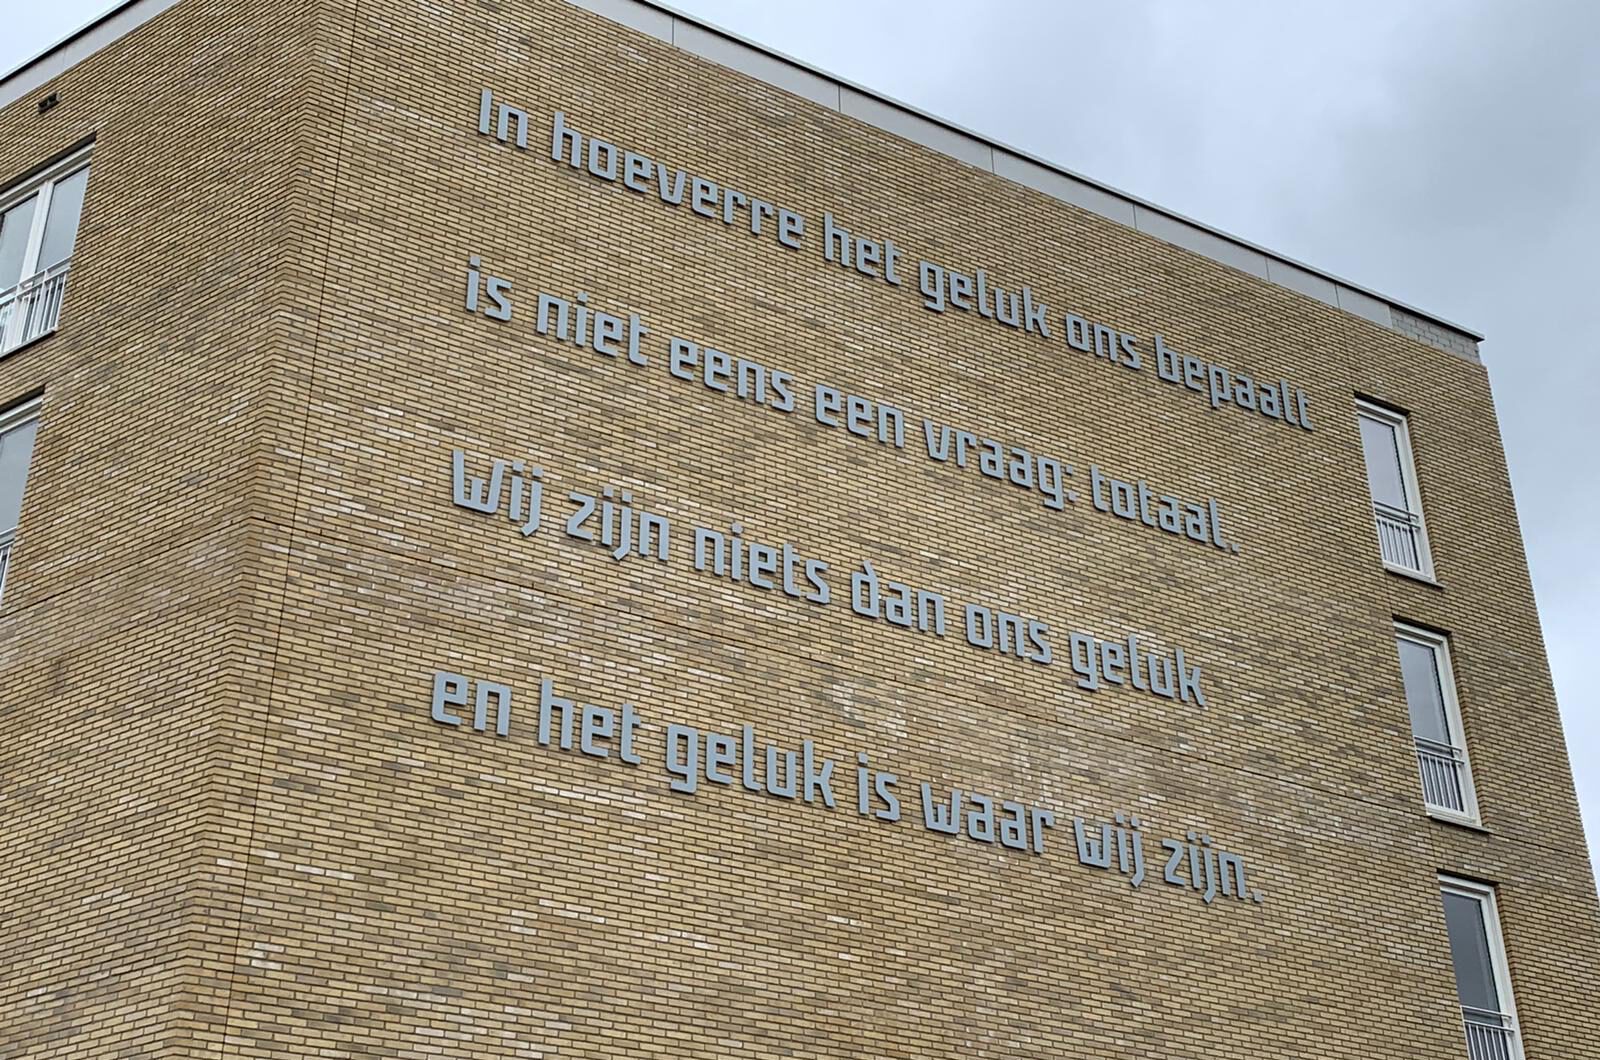 In hoeverre het geluk ons bepaalt
is niet eens een vraag: totaal.
Wij zijn niets dan ons geluk
en het geluk is waar wij zijn.